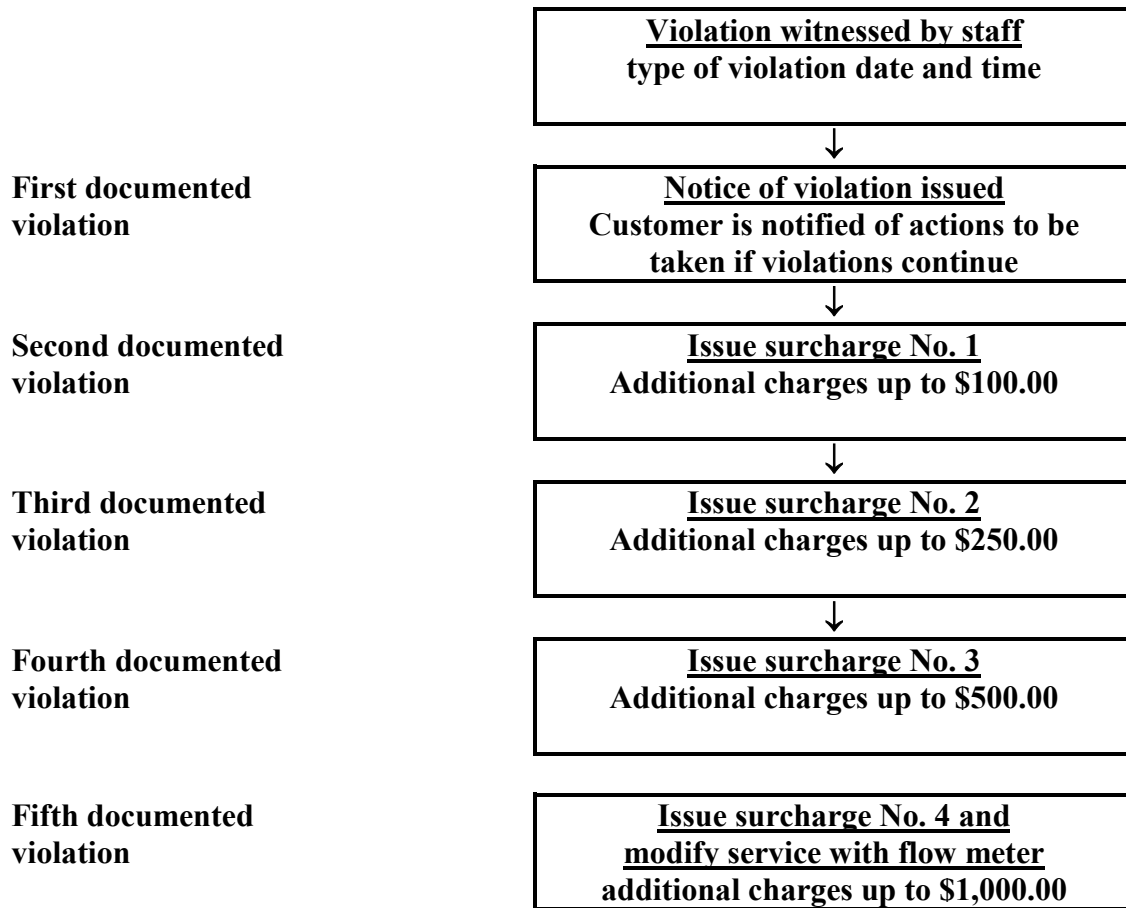 Violation witnessed by staff
type of violation date and time
↓
First documented
violation
Notice of violation issued
Customer is notified of actions to be
taken if violations continue
↓
Second documented
violation
Issue surcharge No. 1
Additional charges up to $100.00
↓
Third documented
violation
Issue surcharge No. 2
Additional charges up to $250.00
↓
Fourth documented
violation
Issue surcharge No. 3
Additional charges up to $500.00
Fifth documented
violation
Issue surcharge No. 4 and
modify service with flow meter
additional charges up to $1,000.00